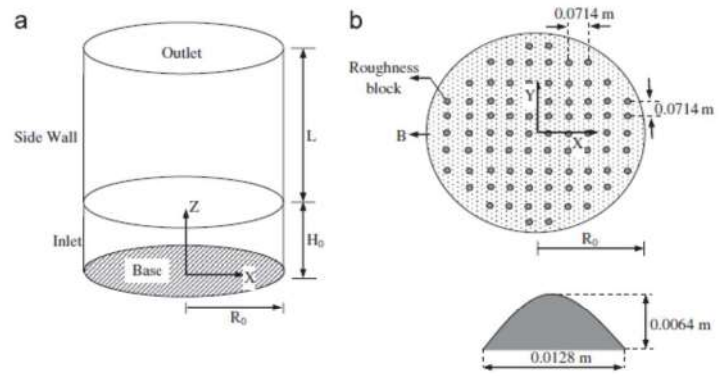 a
Outlet
Side Wall
L
Z
Inlet
H₀
Base
X
R₀
b
0.0714 m
Roughness
block
Y
0.0714 m
B
X
R₀
0.0064 m
0.0128 m